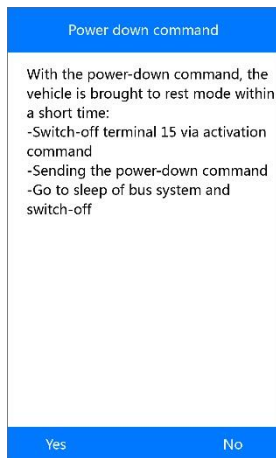 Power down command
With the power-down command, the
vehicle is brought to rest mode within
a short time:
-Switch-off terminal 15 via activation
command
-Sending the power-down command
-Go to sleep of bus system and
switch-off
Yes
No